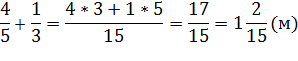 4/5 + 1/3 = (4 * 3 + 1 * 5)/15 = 17/15 = 1 2/15 (м)